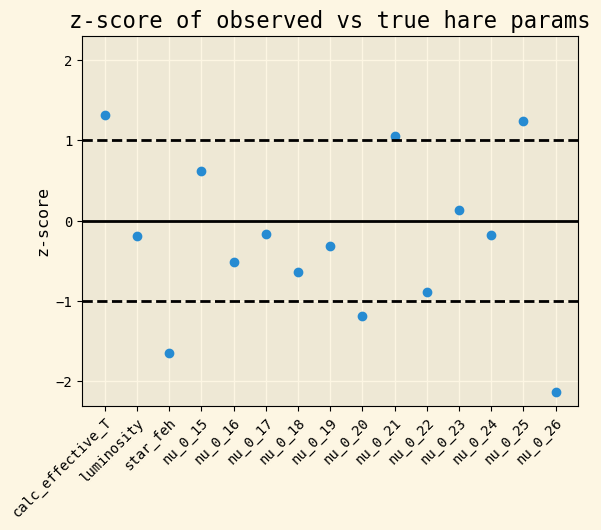 z-score of observed vs true hare params
z-score
2
1
0
−1
−2
calc_effective_T
luminosity
star_feh
nu_0_15
nu_0_16
nu_0_17
nu_0_18
nu_0_19
nu_0_20
nu_0_21
nu_0_22
nu_0_23
nu_0_24
nu_0_25
nu_0_26